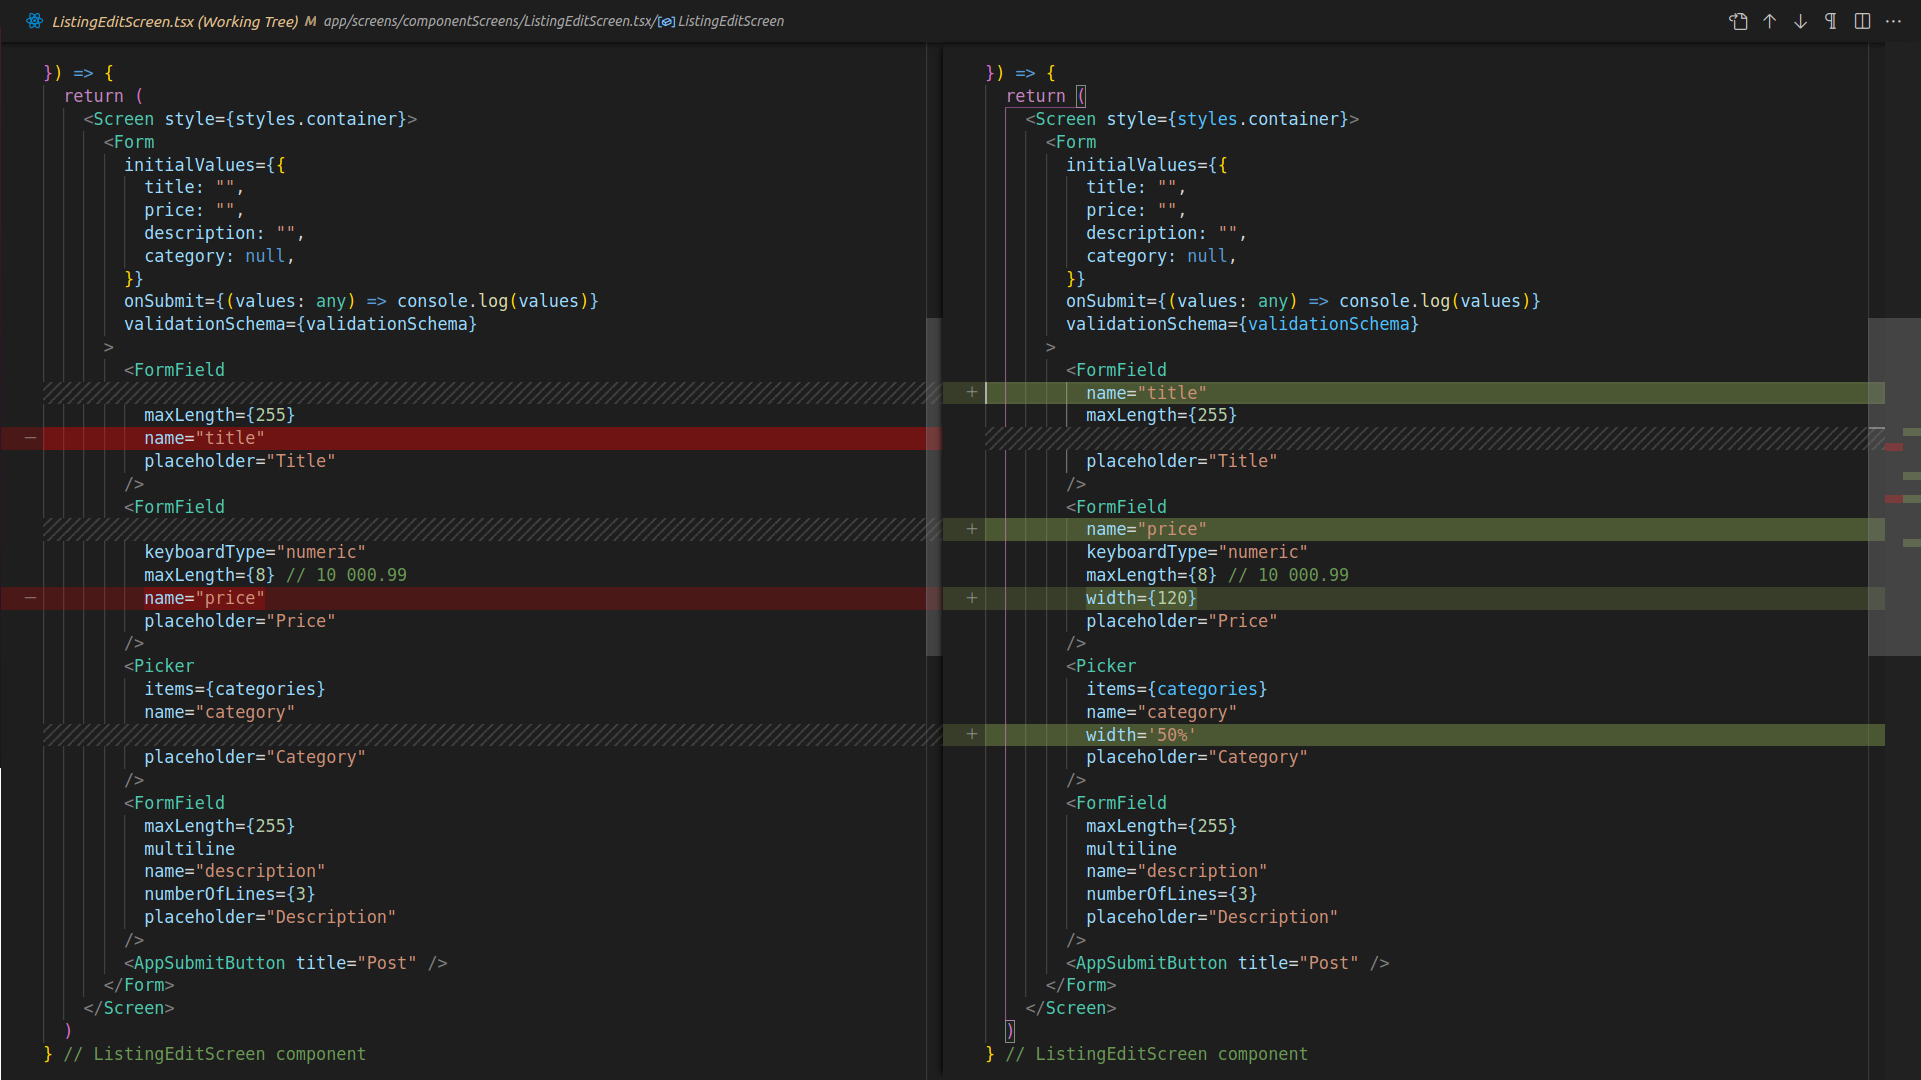 ListingEditScreen.tsx (Working Tree) M app/screens/componentScreens/ListingEditScreen.tsx/ListingEditScreen
}) => {
  return (
    <Screen style={styles.container}>
      <Form
        initialValues={{
          title: "",
          price: "",
          description: "",
          category: null,
        }}
        onSubmit={(values: any) => console.log(values)}
        validationSchema={validationSchema}
      >
        <FormField
          maxLength={255}
—         name="title"
          placeholder="Title"
        />
        <FormField
          keyboardType="numeric"
          maxLength={8} // 10 000.99
—         name="price"
          placeholder="Price"
        />
        <Picker
          items={categories}
          name="category"
          placeholder="Category"
        />
        <FormField
          maxLength={255}
          multiline
          name="description"
          numberOfLines={3}
          placeholder="Description"
        />
        <AppSubmitButton title="Post" />
      </Form>
    </Screen>
  )
} // ListingEditScreen component
}) => {
  return (
    <Screen style={styles.container}>
      <Form
        initialValues={{
          title: "",
          price: "",
          description: "",
          category: null,
        }}
        onSubmit={(values: any) => console.log(values)}
        validationSchema={validationSchema}
      >
        <FormField
+         name="title"
          maxLength={255}
          placeholder="Title"
        />
        <FormField
+         name="price"
          keyboardType="numeric"
          maxLength={8} // 10 000.99
+         width={120}
          placeholder="Price"
        />
        <Picker
          items={categories}
          name="category"
+         width='50%'
          placeholder="Category"
        />
        <FormField
          maxLength={255}
          multiline
          name="description"
          numberOfLines={3}
          placeholder="Description"
        />
        <AppSubmitButton title="Post" />
      </Form>
    </Screen>
  )
} // ListingEditScreen component